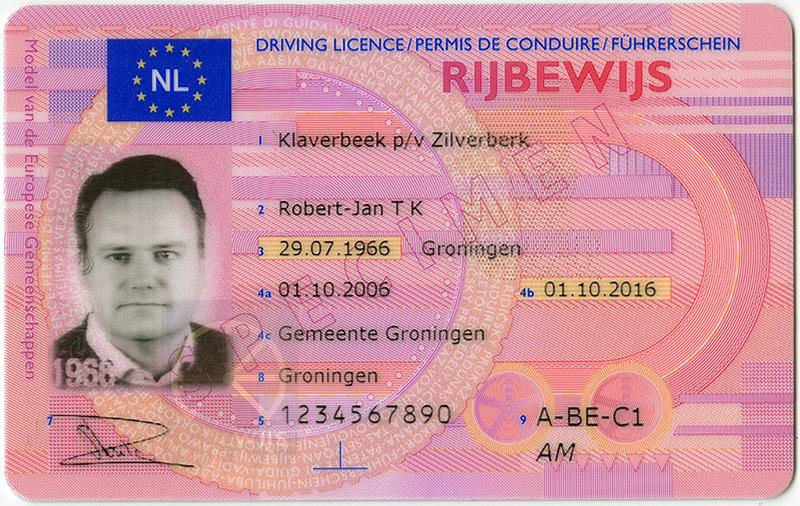 NL
DRIVING LICENCE/PERMIS DE CONDUIRE/FÜHRERSCHEIN
RIJBEWIJS
Model van de Europese Gemeenschappen
1 Klaverbeek p/v Zilverberk
2 Robert-Jan T K
3 29.07.1966 Groningen
4a 01.10.2006 4b 01.10.2016
4c Gemeente Groningen
8 Groningen
5 1234567890 9 A-BE-C1
AM
7
SPECIMEN